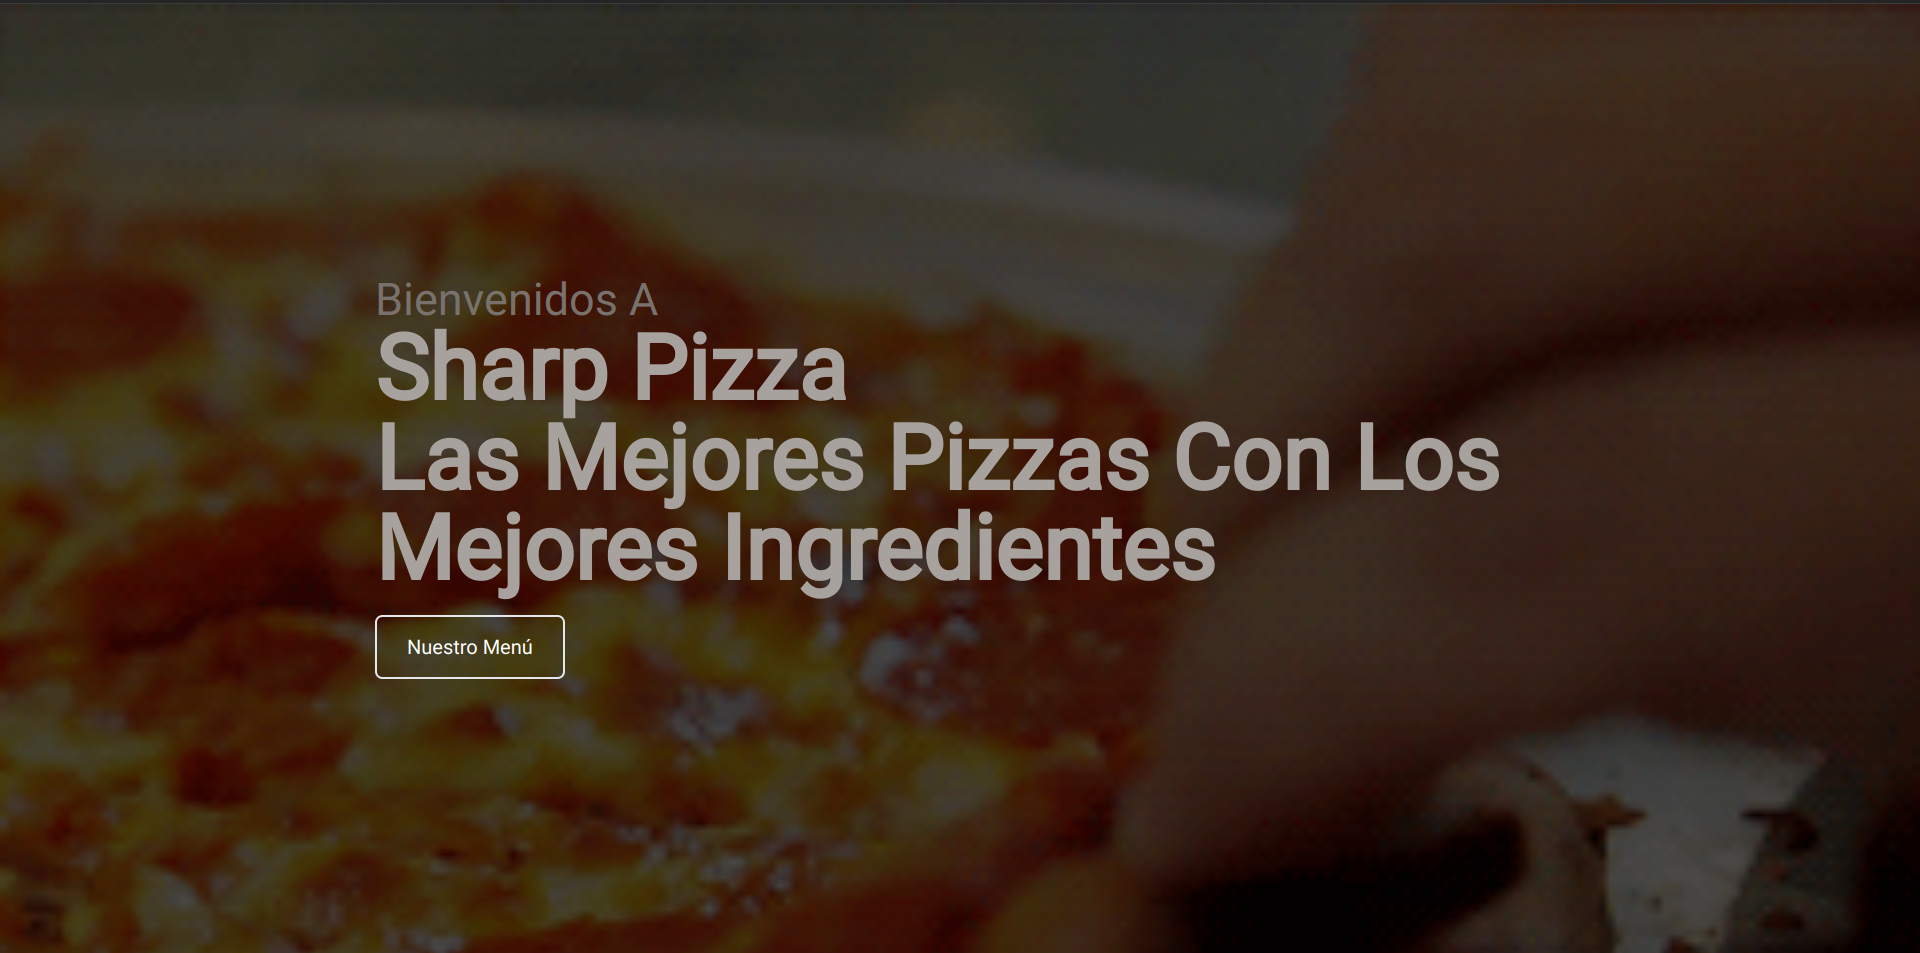 Bienvenidos A
Sharp Pizza
Las Mejores Pizzas Con Los
Mejores Ingredientes
Nuestro Menú